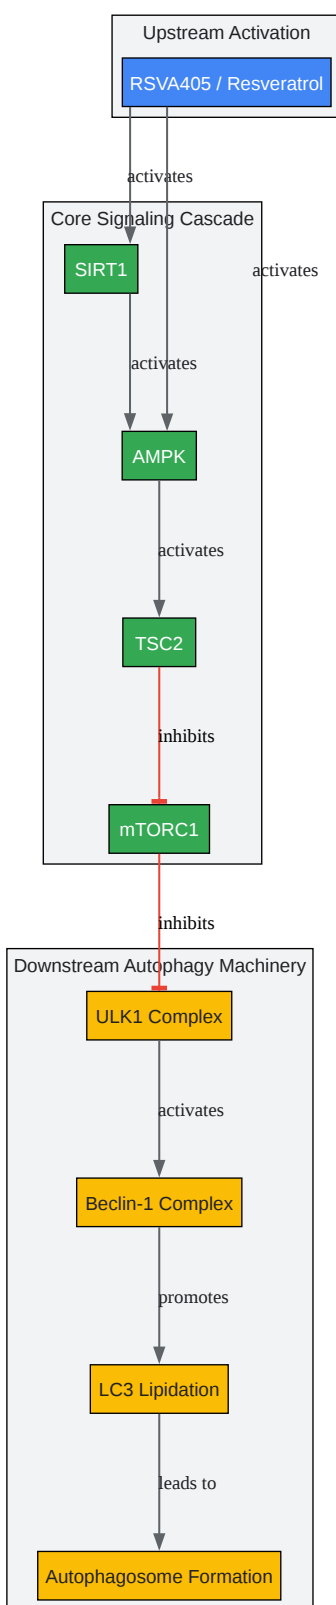 Upstream Activation
RSVA405 / Resveratrol
activates
Core Signaling Cascade
SIRT1
activates
activates
AMPK
activates
TSC2
inhibits
mTORC1
inhibits
Downstream Autophagy Machinery
ULK1 Complex
activates
Beclin-1 Complex
promotes
LC3 Lipidation
leads to
Autophagosome Formation